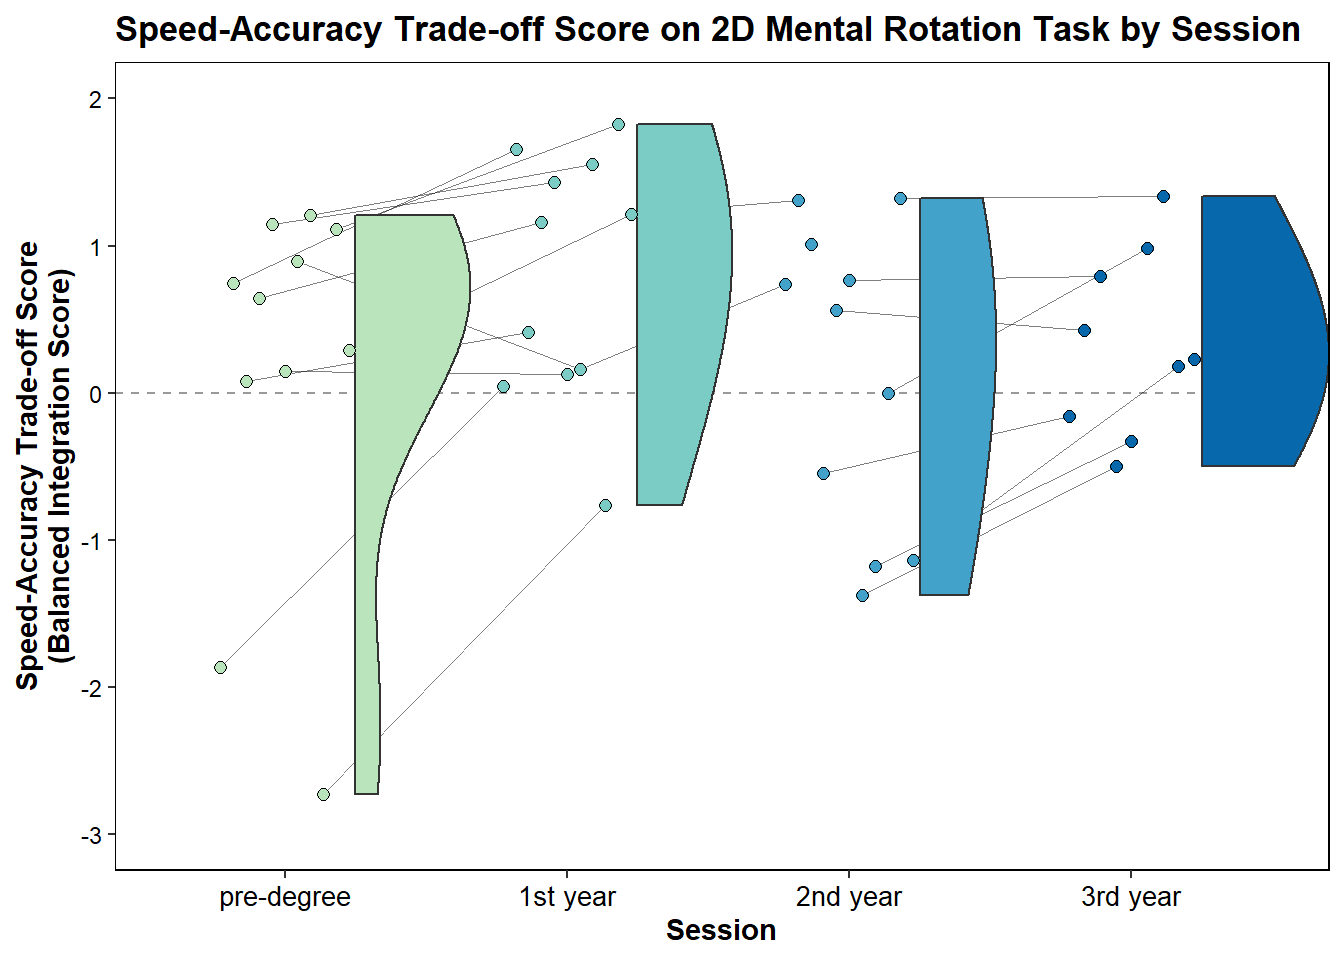 Speed-Accuracy Trade-off Score on 2D Mental Rotation Task by Session
Speed-Accuracy Trade-off Score
(Balanced Integration Score)
2
1
0
-1
-2
-3
pre-degree
1st year
2nd year
3rd year
Session